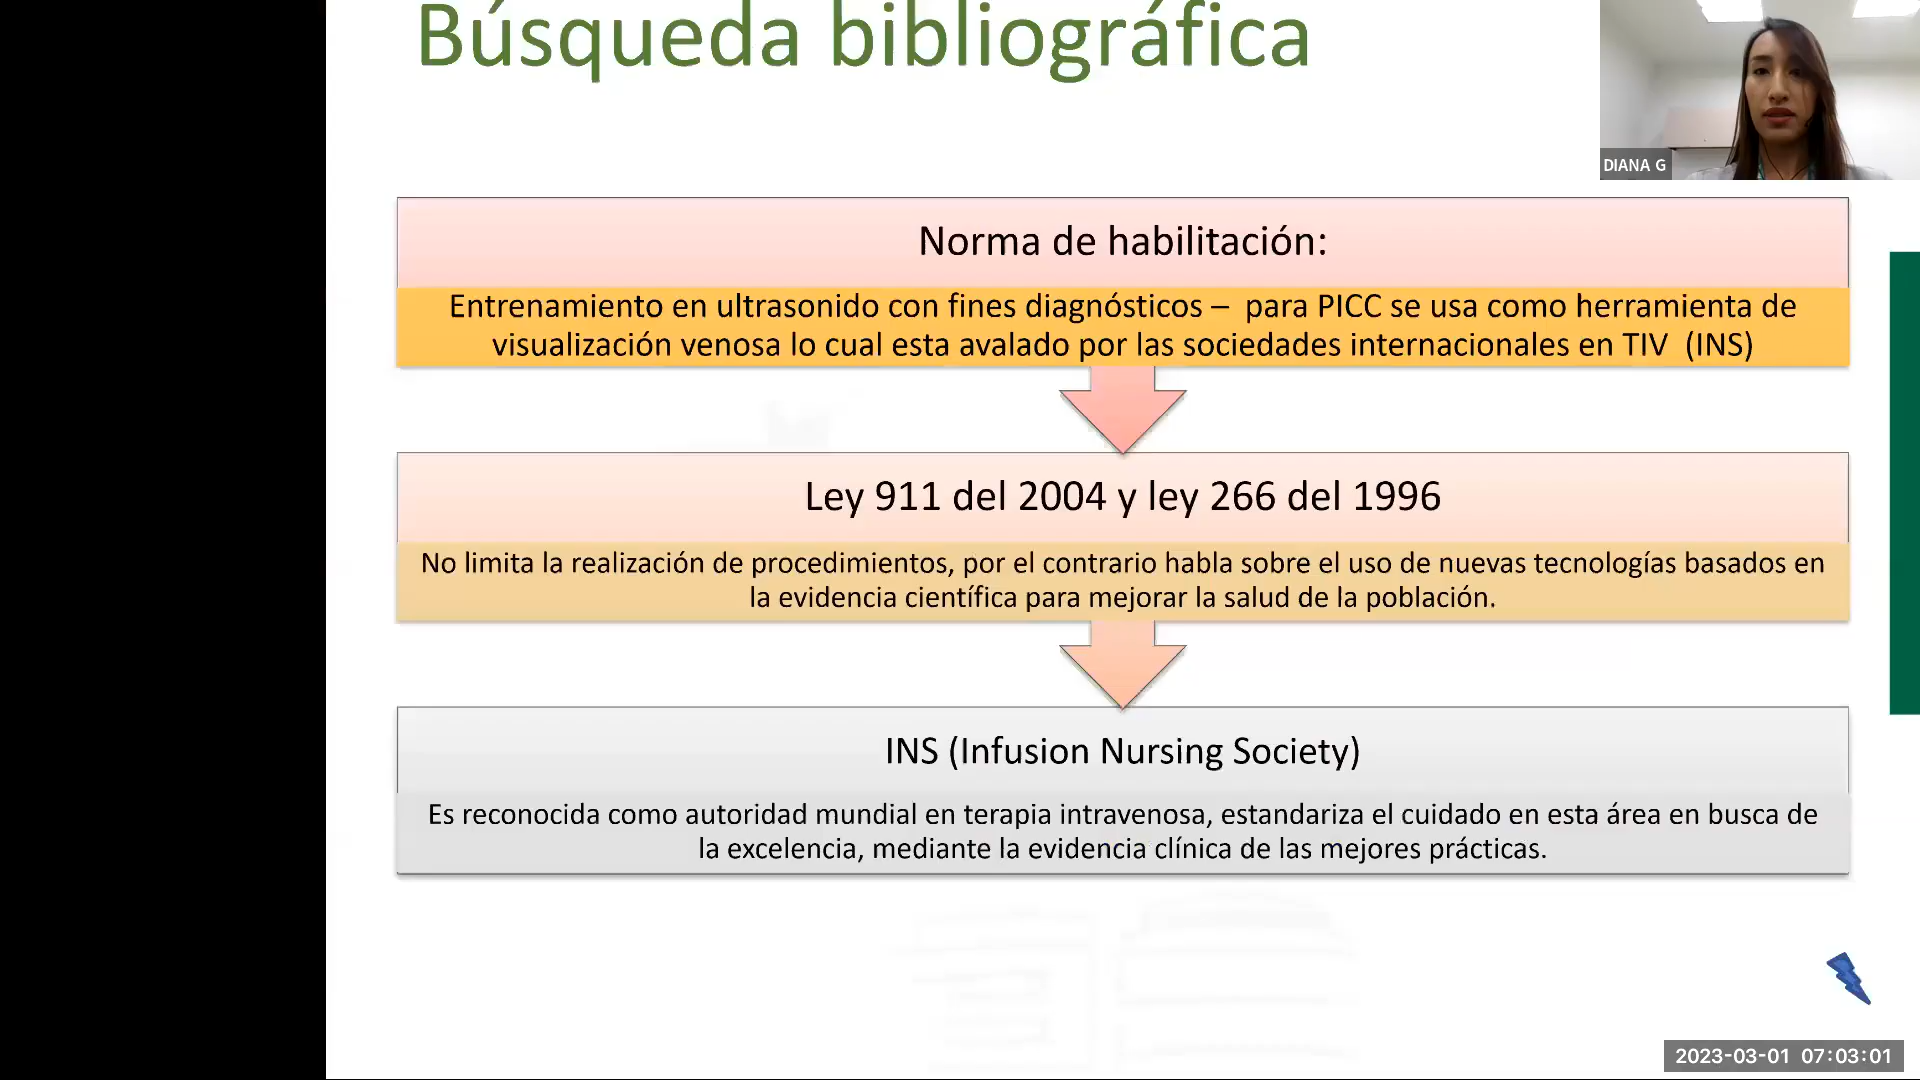 Búsqueda bibliográfica
DIANA G
Norma de habilitación:
Entrenamiento en ultrasonido con fines diagnósticos – para PICC se usa como herramienta de
visualización venosa lo cual esta avalado por las sociedades internacionales en TIV (INS)
Ley 911 del 2004 y ley 266 del 1996
No limita la realización de procedimientos, por el contrario habla sobre el uso de nuevas tecnologías basados en
la evidencia científica para mejorar la salud de la población.
INS (Infusion Nursing Society)
Es reconocida como autoridad mundial en terapia intravenosa, estandariza el cuidado en esta área en busca de
la excelencia, mediante la evidencia clínica de las mejores prácticas.
2023-03-01 07:03:01